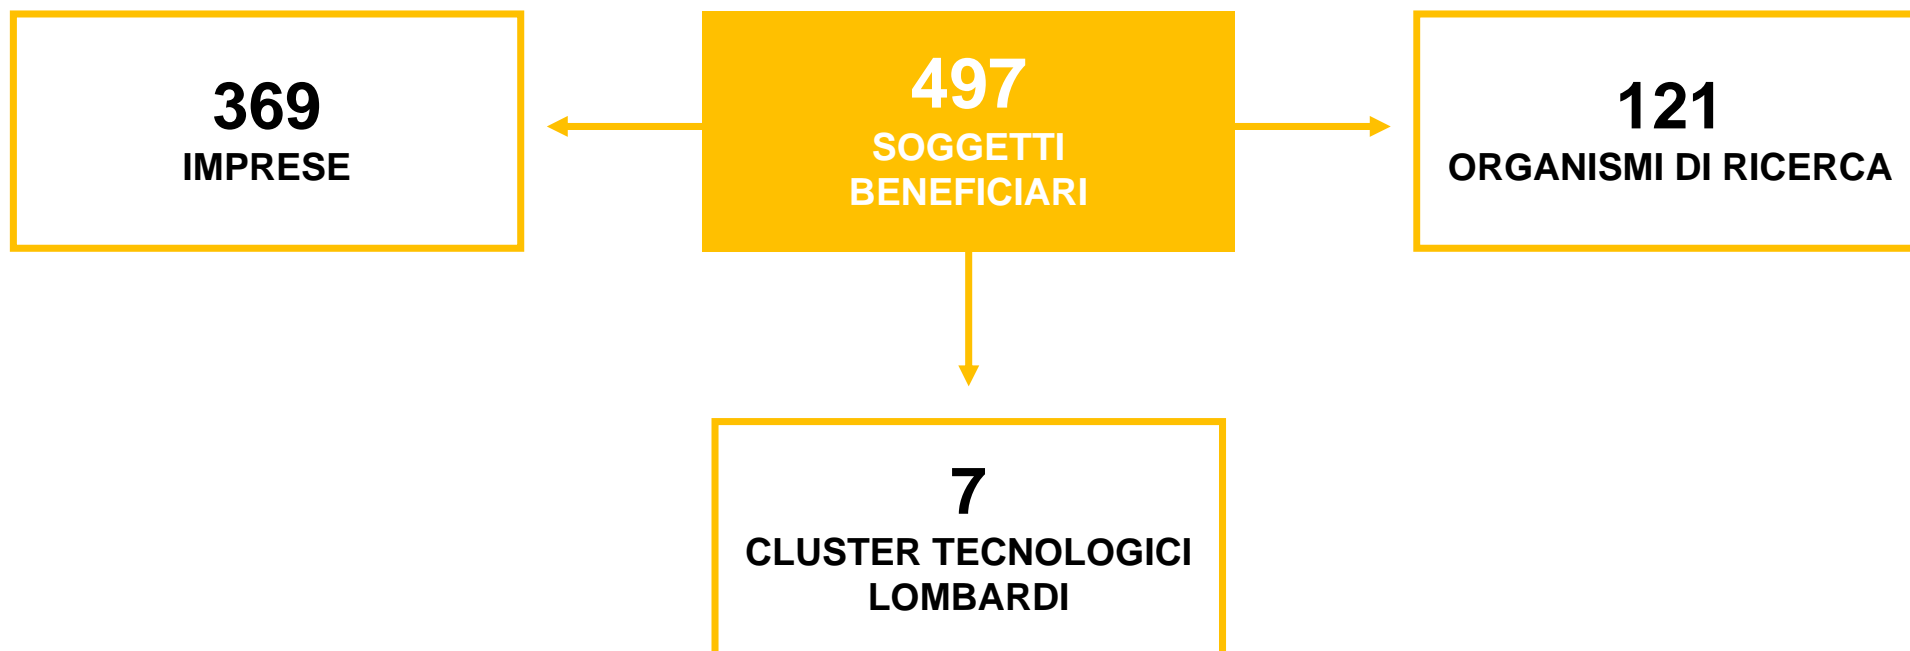 369
IMPRESE
497
SOGGETTI
BENEFICIARI
121
ORGANISMI DI RICERCA
7
CLUSTER TECNOLOGICI
LOMBARDI